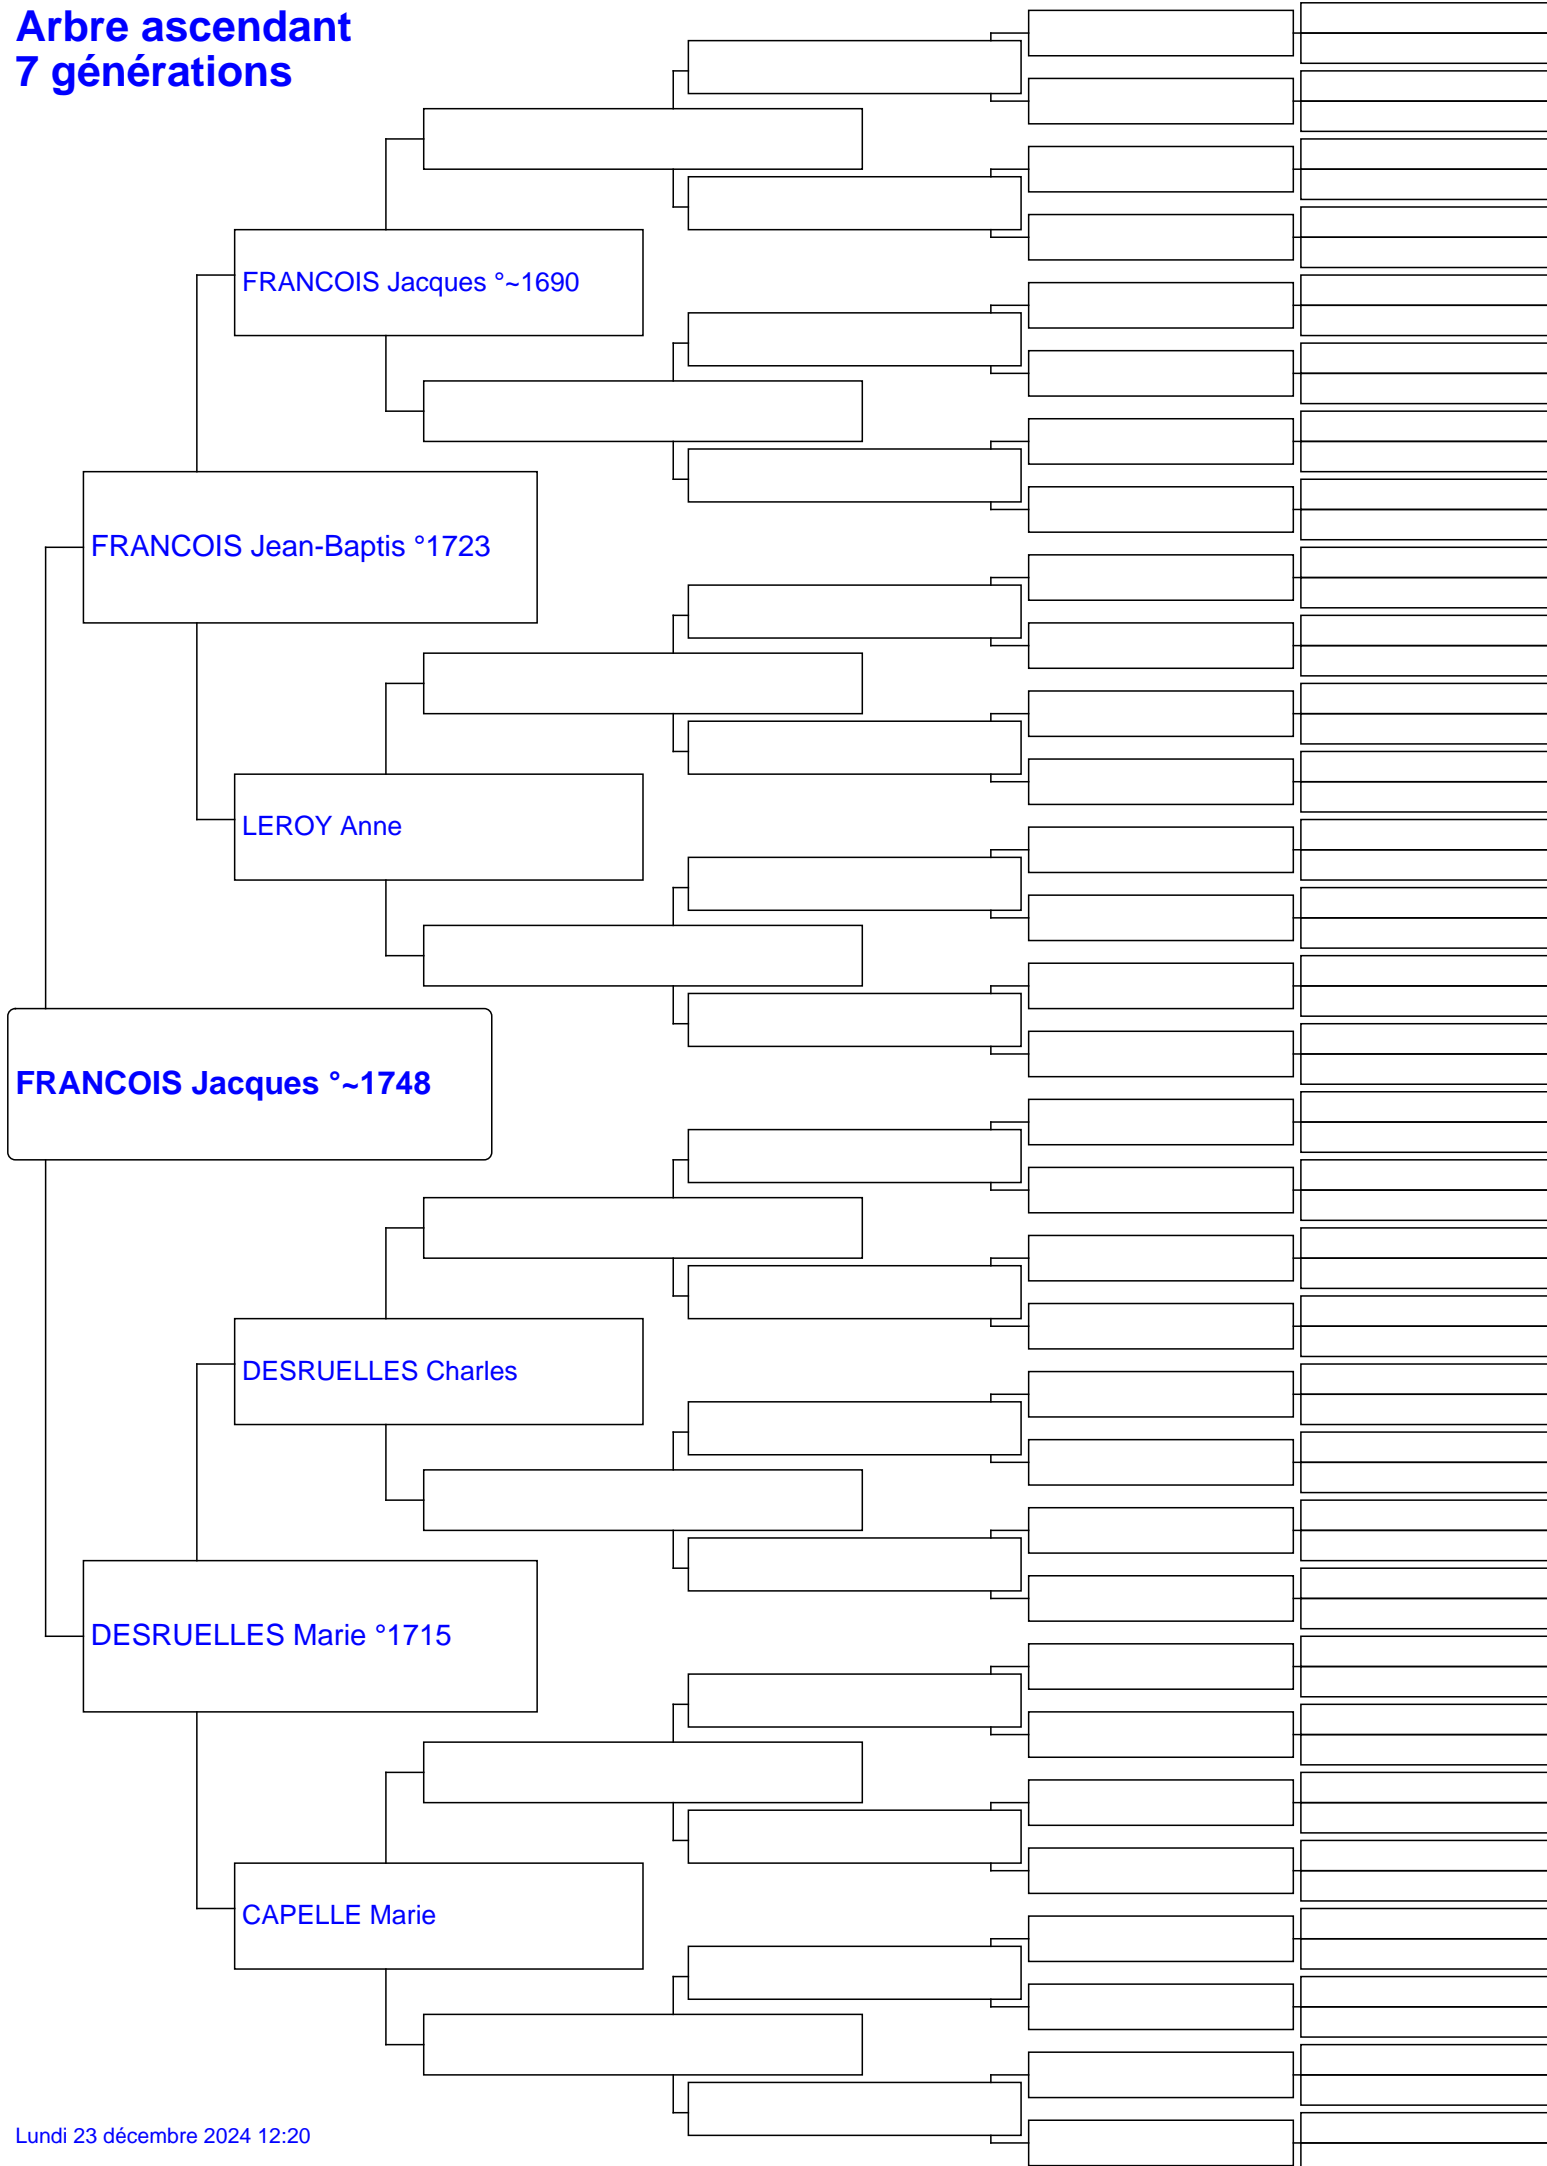 Arbre ascendant
7 générations
FRANCOIS Jacques °~1690
FRANCOIS Jean-Baptis °1723
LEROY Anne
FRANCOIS Jacques °~1748
DESRUELLES Charles
DESRUELLES Marie °1715
CAPELLE Marie
Lundi 23 décembre 2024 12:20